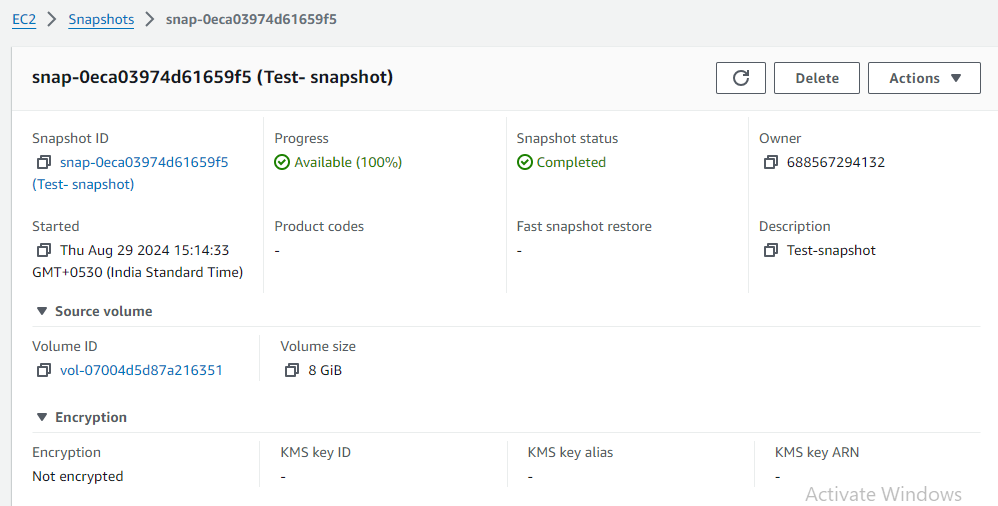 EC2 > Snapshots > snap-0eca03974d61659f5
snap-0eca03974d61659f5 (Test- snapshot)
Delete
Actions
Snapshot ID
snap-0eca03974d61659f5
(Test- snapshot)
Progress
Available (100%)
Snapshot status
Completed
Owner
688567294132
Started
Thu Aug 29 2024 15:14:33
GMT+0530 (India Standard Time)
Product codes
-
Fast snapshot restore
-
Description
Test-snapshot
Source volume
Volume ID
vol-07004d5d87a216351
Volume size
8 GiB
Encryption
Encryption
Not encrypted
KMS key ID
-
KMS key alias
-
KMS key ARN
-
Activate Windows